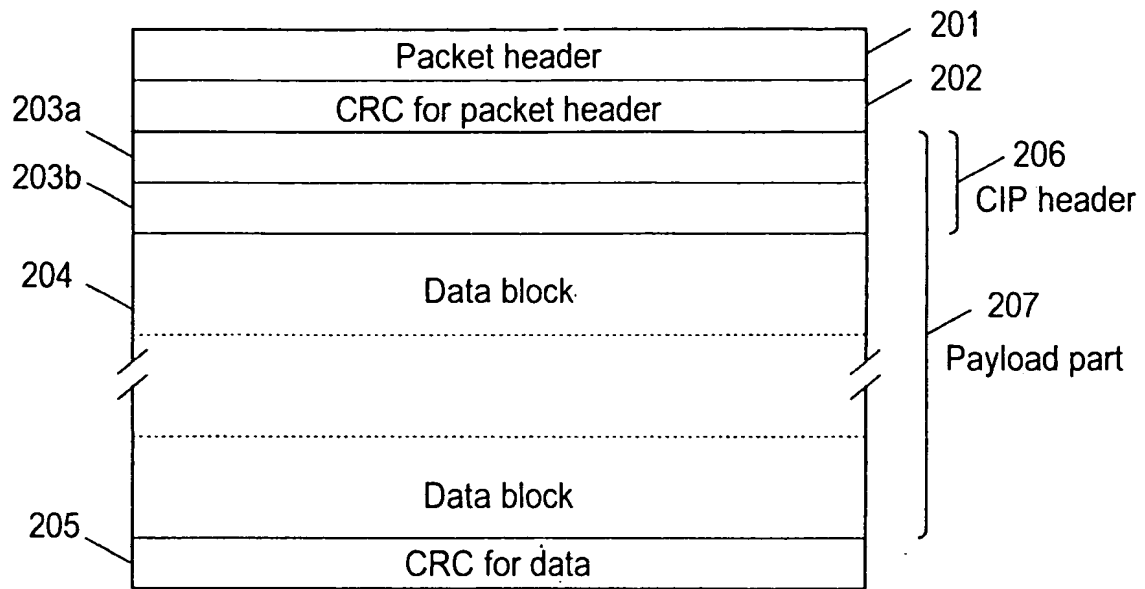 201
Packet header
202
CRC for packet header
203a
203b
206
CIP header
204
Data block
207
Payload part
Data block
205
CRC for data